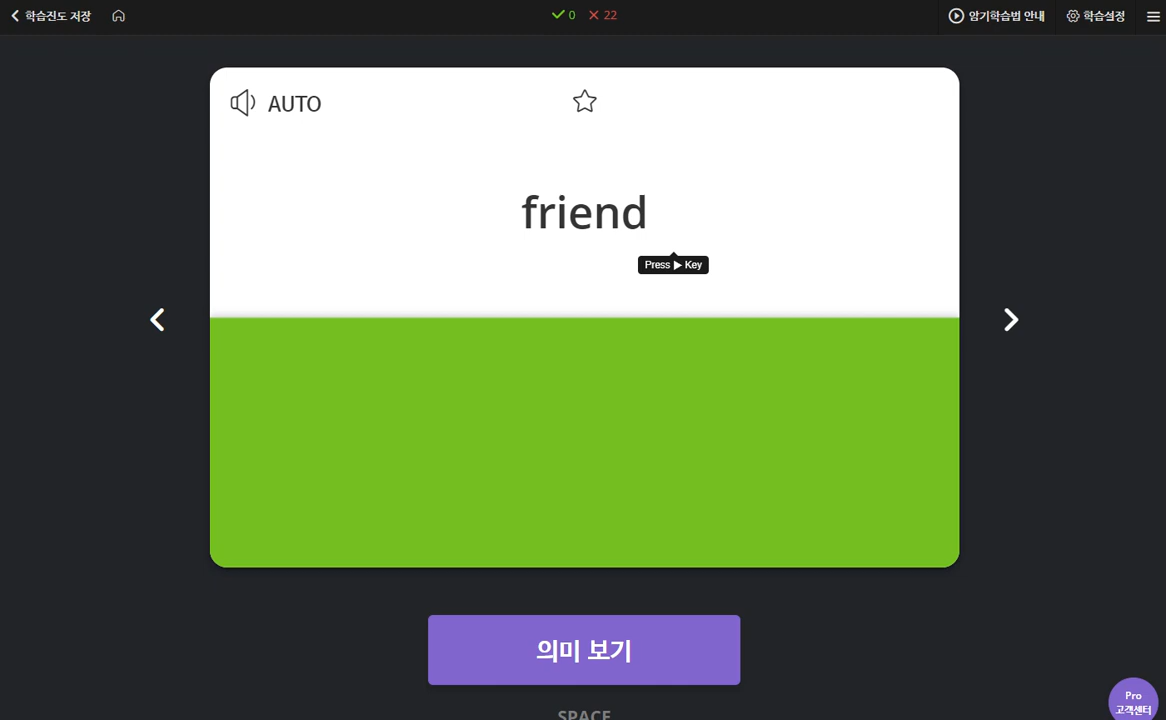 학습진도 저장
0 22
암기학습법 안내
학습설정
AUTO
friend
Press ▶ Key
의미 보기
SPACE
Pro
고객센터